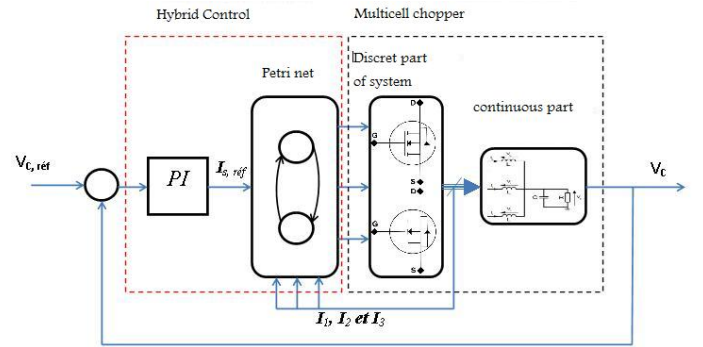 Hybrid Control
Multicell chopper
Petri net
Discret part
of system
continuous part
V_C, réf
PI
I_s, réf
V_C
D
G
S
D
G
S
C
I_1, I_2 et I_3